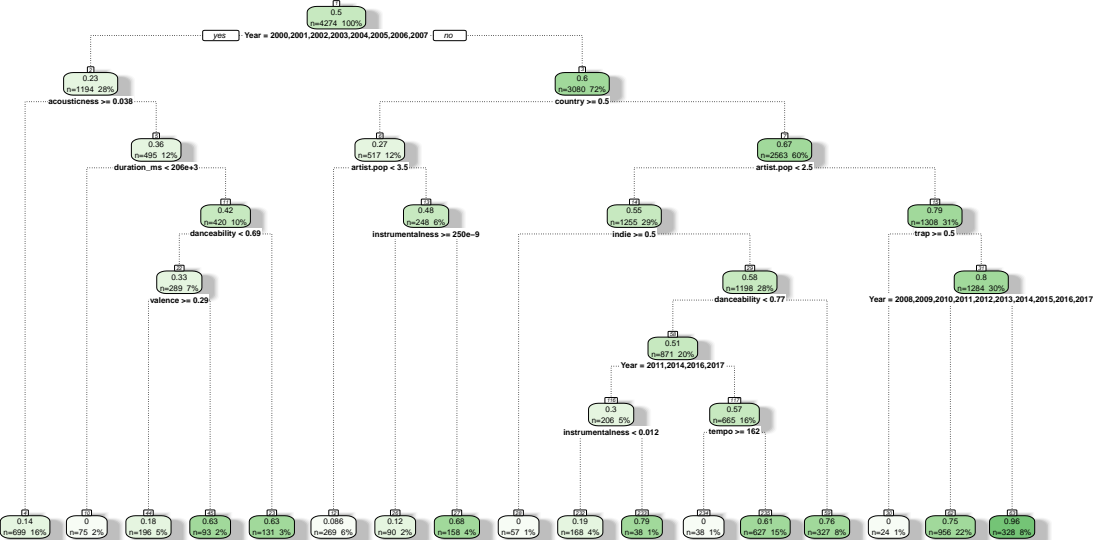 1
0.5
n=4274 100%
yes Year = 2000,2001,2002,2003,2004,2005,2006,2007 no
2
0.23
n=1194 28%
acousticness >= 0.038
3
0.6
n=3080 72%
country >= 0.5
5
0.36
n=495 12%
duration_ms < 206e+3
6
0.27
n=517 12%
artist.pop < 3.5
7
0.67
n=2563 60%
artist.pop < 2.5
11
0.42
n=420 10%
danceability < 0.69
13
0.48
n=248 6%
instrumentalness >= 250e−9
14
0.55
n=1255 29%
indie >= 0.5
15
0.79
n=1308 31%
trap >= 0.5
22
0.33
n=289 7%
valence >= 0.29
29
0.58
n=1198 28%
danceability < 0.77
31
0.8
n=1284 30%
Year = 2008,2009,2010,2011,2012,2013,2014,2015,2016,2017
58
0.51
n=871 20%
Year = 2011,2014,2016,2017
116
0.3
n=206 5%
instrumentalness < 0.012
117
0.57
n=665 16%
tempo >= 162
4
0.14
n=699 16%
10
0
n=75 2%
44
0.18
n=196 5%
45
0.63
n=93 2%
23
0.63
n=131 3%
12
0.086
n=269 6%
26
0.12
n=90 2%
27
0.68
n=158 4%
28
0
n=57 1%
232
0.19
n=168 4%
233
0.79
n=38 1%
234
0
n=38 1%
235
0.61
n=627 15%
59
0.76
n=327 8%
30
0
n=24 1%
62
0.75
n=956 22%
63
0.96
n=328 8%